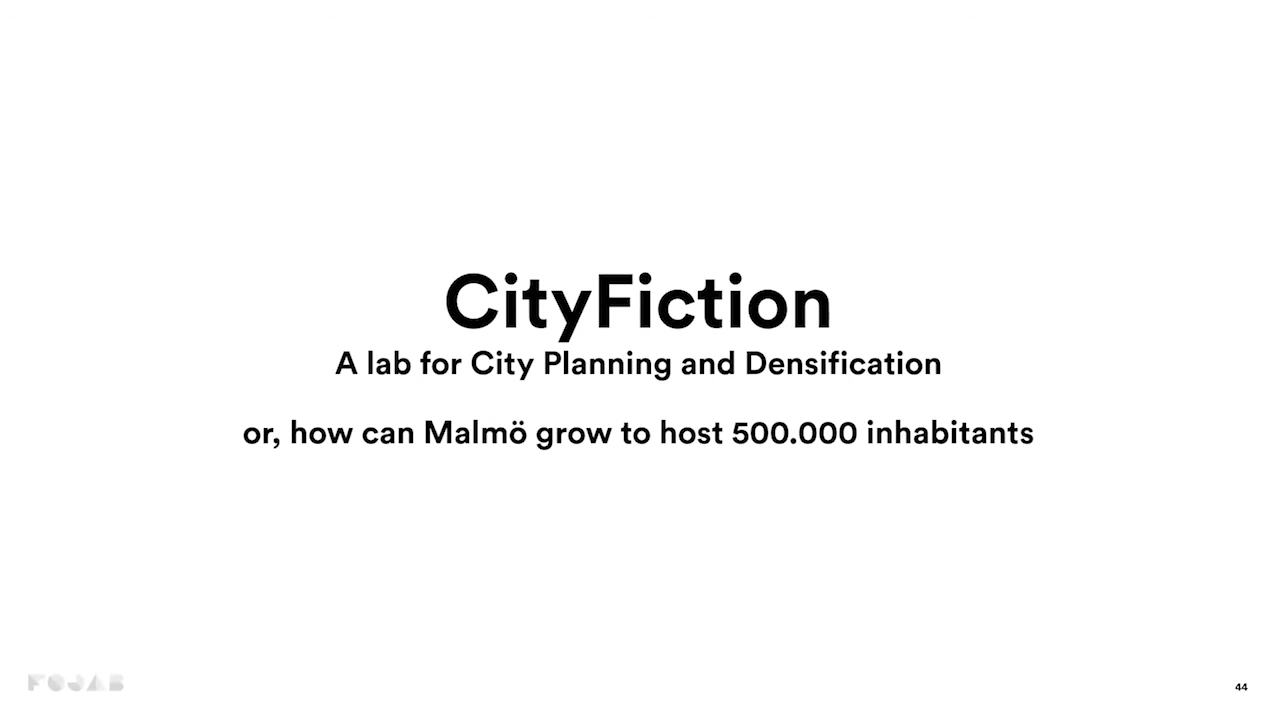 CityFiction
A lab for City Planning and Densification
or, how can Malmö grow to host 500.000 inhabitants
FOJAB
44